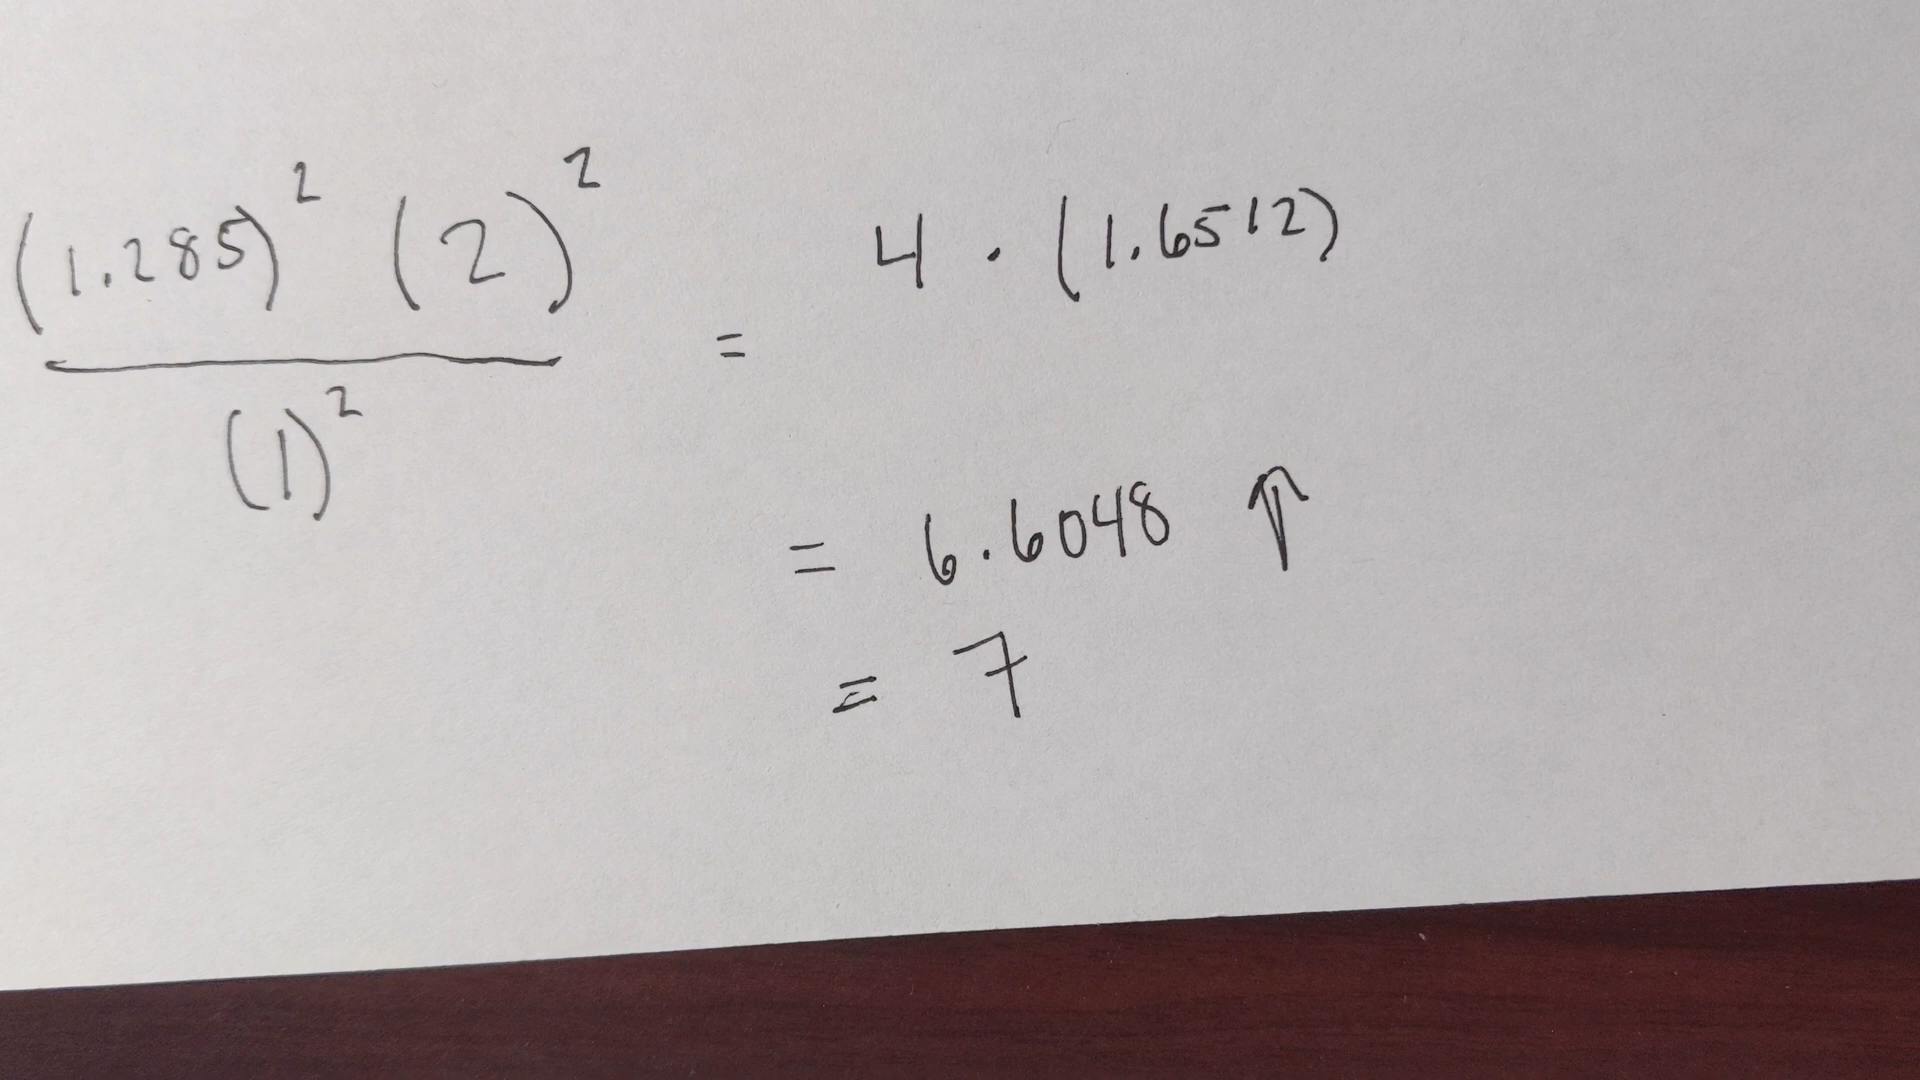 (1.285)² (2)² / (1)² = 4 · (1.6512)
= 6.6048 ↑
= 7